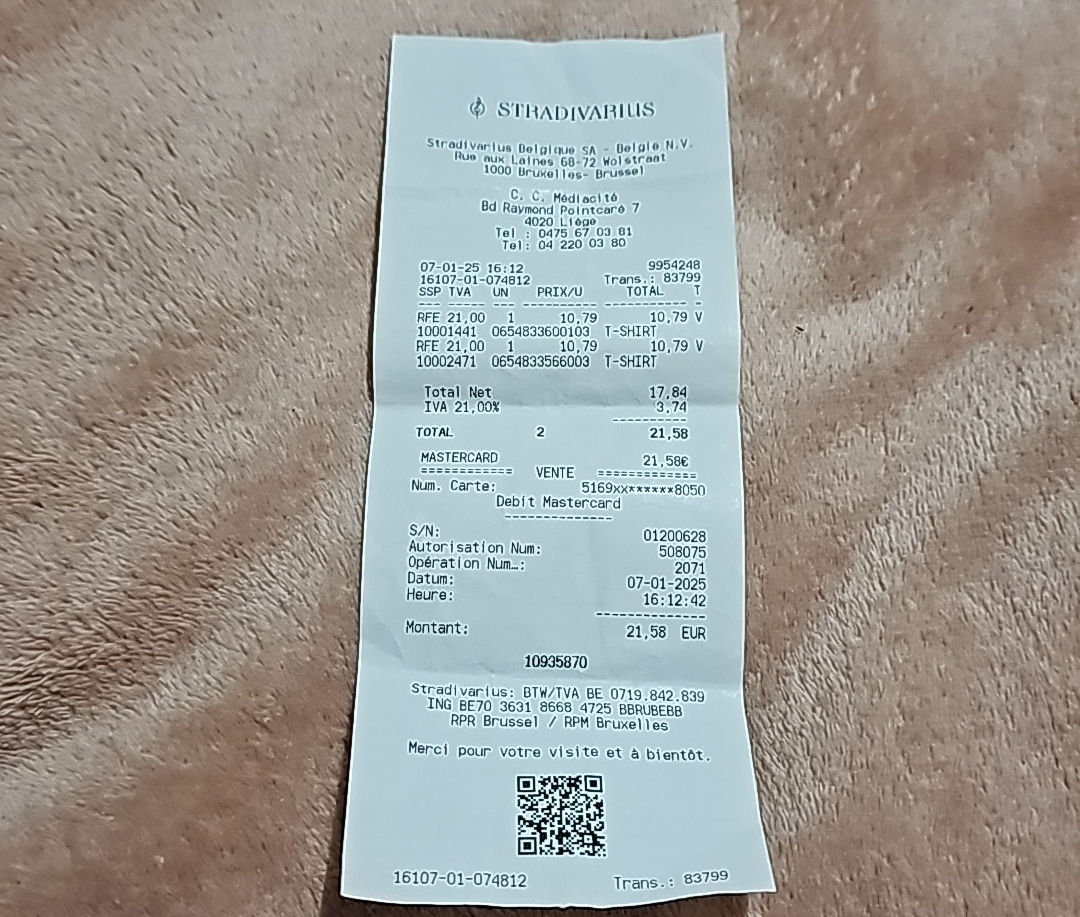 STRADIVARIUS
Stradivarius Belgique SA - Belgïe N.V.
Rue aux Laines 68-72 Wolstraat
1000 Bruxelles- Brussel
C. C. Médiacité
Bd Raymond Pointcaré 7
4020 Liège
Tel : 0475 67 03 81
Tel: 04 220 03 80
07-01-25 16:12 9954248
16107-01-074812 Trans.: 83799
SSP TVA UN PRIX/U TOTAL T
--- ----- --- -------- ---------- -
RFE 21,00 1 10,79 10,79 V
10001441 0654833600103 T-SHIRT
RFE 21,00 1 10,79 10,79 V
10002471 0654833566003 T-SHIRT
Total Net 17,84
IVA 21,00% 3,74
----------
TOTAL 2 21,58
MASTERCARD 21,58€
============ VENTE =============
Num. Carte: 5169xx******8050
Debit Mastercard
--------------
S/N: 01200628
Autorisation Num: 508075
Opération Num…: 2071
Datum: 07-01-2025
Heure: 16:12:42
--------------
Montant: 21,58 EUR
10935870
Stradivarius: BTW/TVA BE 0719.842.839
ING BE70 3631 8668 4725 BBRUBEBB
RPR Brussel / RPM Bruxelles
Merci pour votre visite et à bientôt.
16107-01-074812 Trans.: 83799